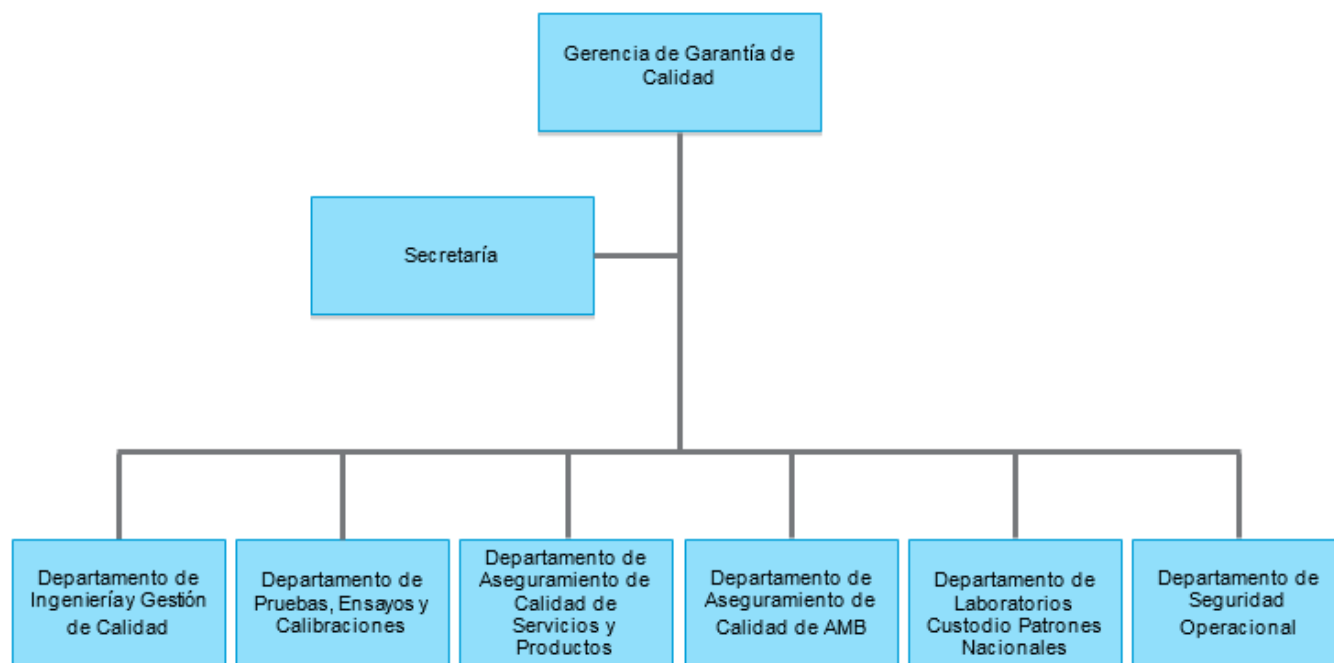 Gerencia de Garantía de
Calidad
Secretaría
Departamento de
Ingenieríay Gestión
de Calidad
Departamento de
Pruebas, Ensayos y
Calibraciones
Departamento de
Aseguramiento de
Calidad de
Servicios y
Productos
Departamento de
Aseguramiento de
Calidad de AMB
Departamento de
Laboratorios
Custodio Patrones
Nacionales
Departamento de
Seguridad
Operacional